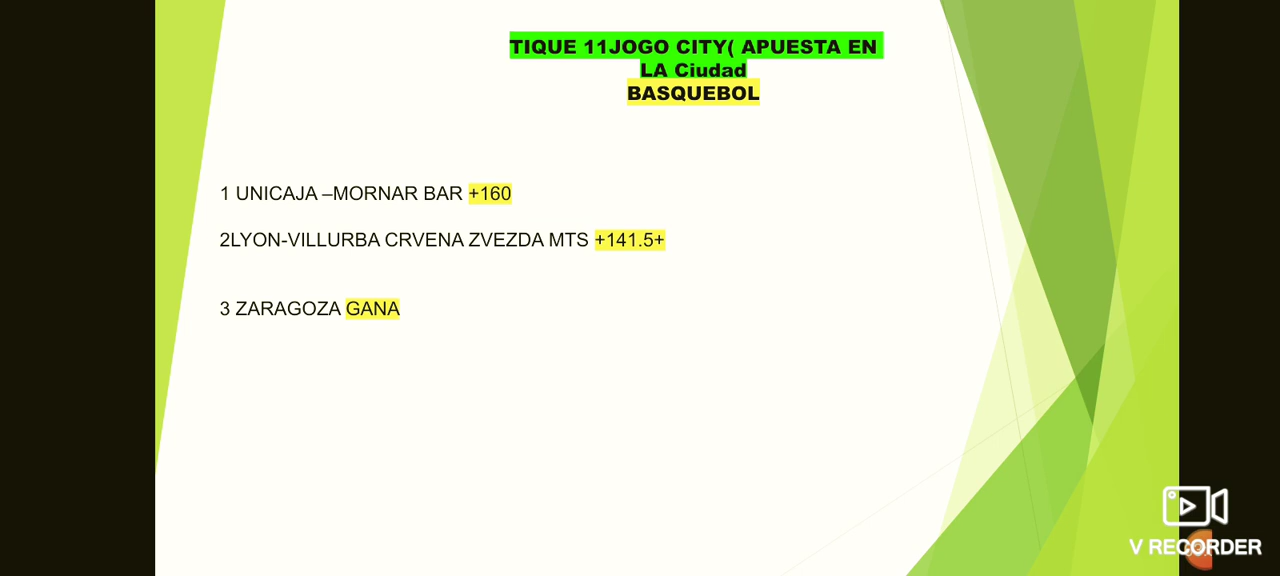 TIQUE 11JOGO CITY( APUESTA EN
LA Ciudad
BASQUEBOL
1 UNICAJA –MORNAR BAR +160
2LYON-VILLURBA CRVENA ZVEZDA MTS +141.5+
3 ZARAGOZA GANA
V RECORDER